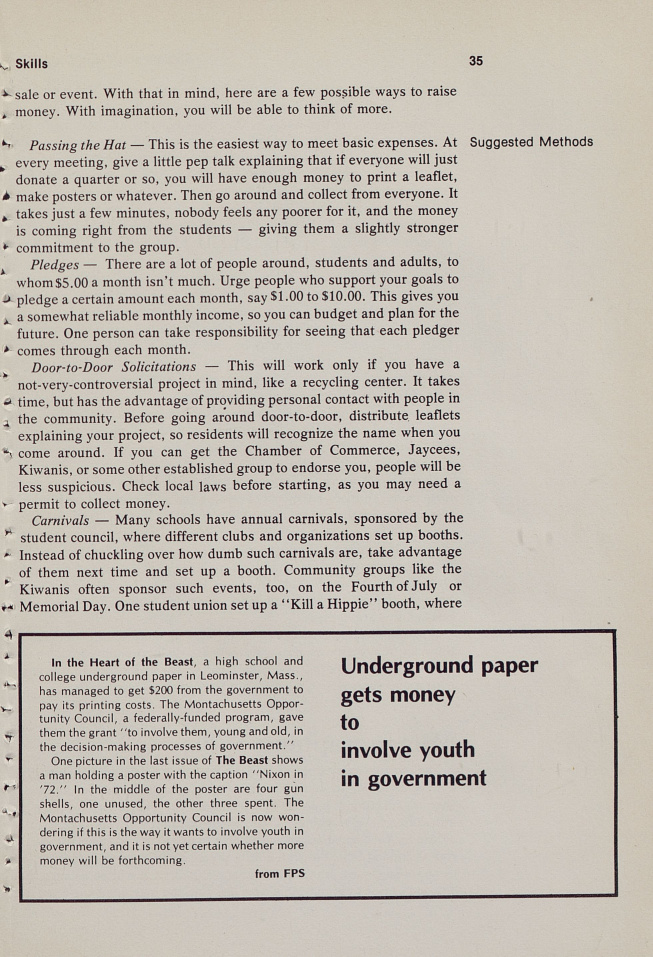 Skills
35
sale or event. With that in mind, here are a few possible ways to raise
money. With imagination, you will be able to think of more.
Suggested Methods
Passing the Hat — This is the easiest way to meet basic expenses. At
every meeting, give a little pep talk explaining that if everyone will just
donate a quarter or so, you will have enough money to print a leaflet,
make posters or whatever. Then go around and collect from everyone. It
takes just a few minutes, nobody feels any poorer for it, and the money
is coming right from the students — giving them a slightly stronger
commitment to the group.
Pledges — There are a lot of people around, students and adults, to
whom $5.00 a month isn't much. Urge people who support your goals to
pledge a certain amount each month, say $1.00 to $10.00. This gives you
a somewhat reliable monthly income, so you can budget and plan for the
future. One person can take responsibility for seeing that each pledger
comes through each month.
Door-to-Door Solicitations — This will work only if you have a
not-very-controversial project in mind, like a recycling center. It takes
time, but has the advantage of providing personal contact with people in
the community. Before going around door-to-door, distribute leaflets
explaining your project, so residents will recognize the name when you
come around. If you can get the Chamber of Commerce, Jaycees,
Kiwanis, or some other established group to endorse you, people will be
less suspicious. Check local laws before starting, as you may need a
permit to collect money.
Carnivals — Many schools have annual carnivals, sponsored by the
student council, where different clubs and organizations set up booths.
Instead of chuckling over how dumb such carnivals are, take advantage
of them next time and set up a booth. Community groups like the
Kiwanis often sponsor such events, too, on the Fourth of July or
Memorial Day. One student union set up a "Kill a Hippie" booth, where
In the Heart of the Beast, a high school and
college underground paper in Leominster, Mass.,
has managed to get $200 from the government to
pay its printing costs. The Montachusetts Oppor-
tunity Council, a federally-funded program, gave
them the grant "to involve them, young and old, in
the decision-making processes of government."
One picture in the last issue of The Beast shows
a man holding a poster with the caption "Nixon in
'72." In the middle of the poster are four gun
shells, one unused, the other three spent. The
Montachusetts Opportunity Council is now won-
dering if this is the way it wants to involve youth in
government, and it is not yet certain whether more
money will be forthcoming.
from FPS
Underground paper
gets money
to
involve youth
in government